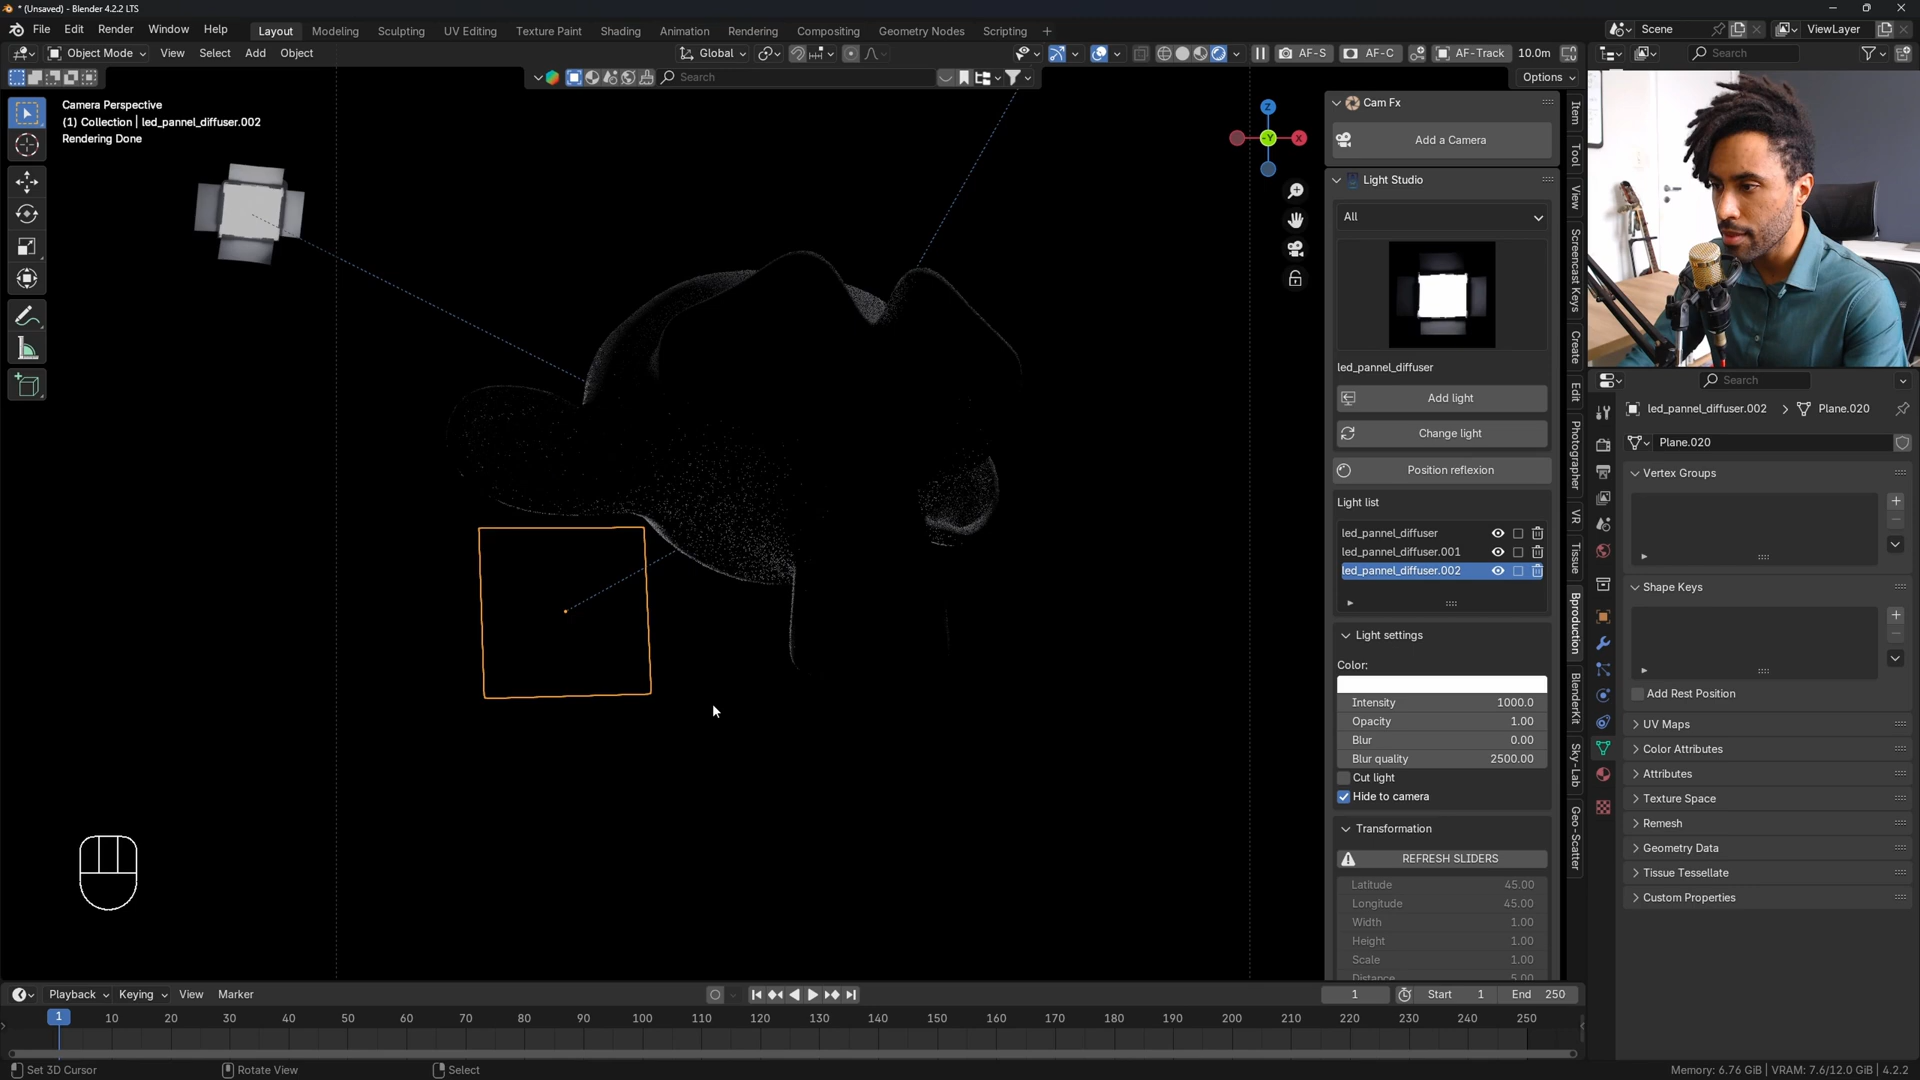 * (Unsaved) - Blender 4.2.2 LTS
File Edit Render Window Help
Layout Modeling Sculpting UV Editing Texture Paint Shading Animation Rendering Compositing Geometry Nodes Scripting +
Scene ViewLayer
Object Mode View Select Add Object
Global AF-S AF-C AF-Track 10.0m
Search
Search
Options
Camera Perspective
(1) Collection | led_pannel_diffuser.002
Rendering Done
Z
-Y
X
Cam Fx
Add a Camera
Light Studio
All
led_pannel_diffuser
Add light
Change light
Position reflexion
Light list
led_pannel_diffuser
led_pannel_diffuser.001
led_pannel_diffuser.002
Light settings
Color:
Intensity 1000.0
Opacity 1.00
Blur 0.00
Blur quality 2500.00
Cut light
Hide to camera
Transformation
REFRESH SLIDERS
Latitude 45.00
Longitude 45.00
Width 1.00
Height 1.00
Scale 1.00
Distance 5.00
Item
Tool
View
Screencast Keys
Create
Edit
Photographer
VR
Tissue
Bproduction
BlenderKit
Sky-Lab
Geo-Scatter
Search
led_pannel_diffuser.002 Plane.020
Plane.020
Vertex Groups
Shape Keys
Add Rest Position
UV Maps
Color Attributes
Attributes
Texture Space
Remesh
Geometry Data
Tissue Tessellate
Custom Properties
Playback Keying View Marker
1 Start 1 End 250
1 10 20 30 40 50 60 70 80 90 100 110 120 130 140 150 160 170 180 190 200 210 220 230 240 250
Set 3D Cursor Rotate View Select
Memory: 6.76 GiB | VRAM: 7.6/12.0 GiB | 4.2.2